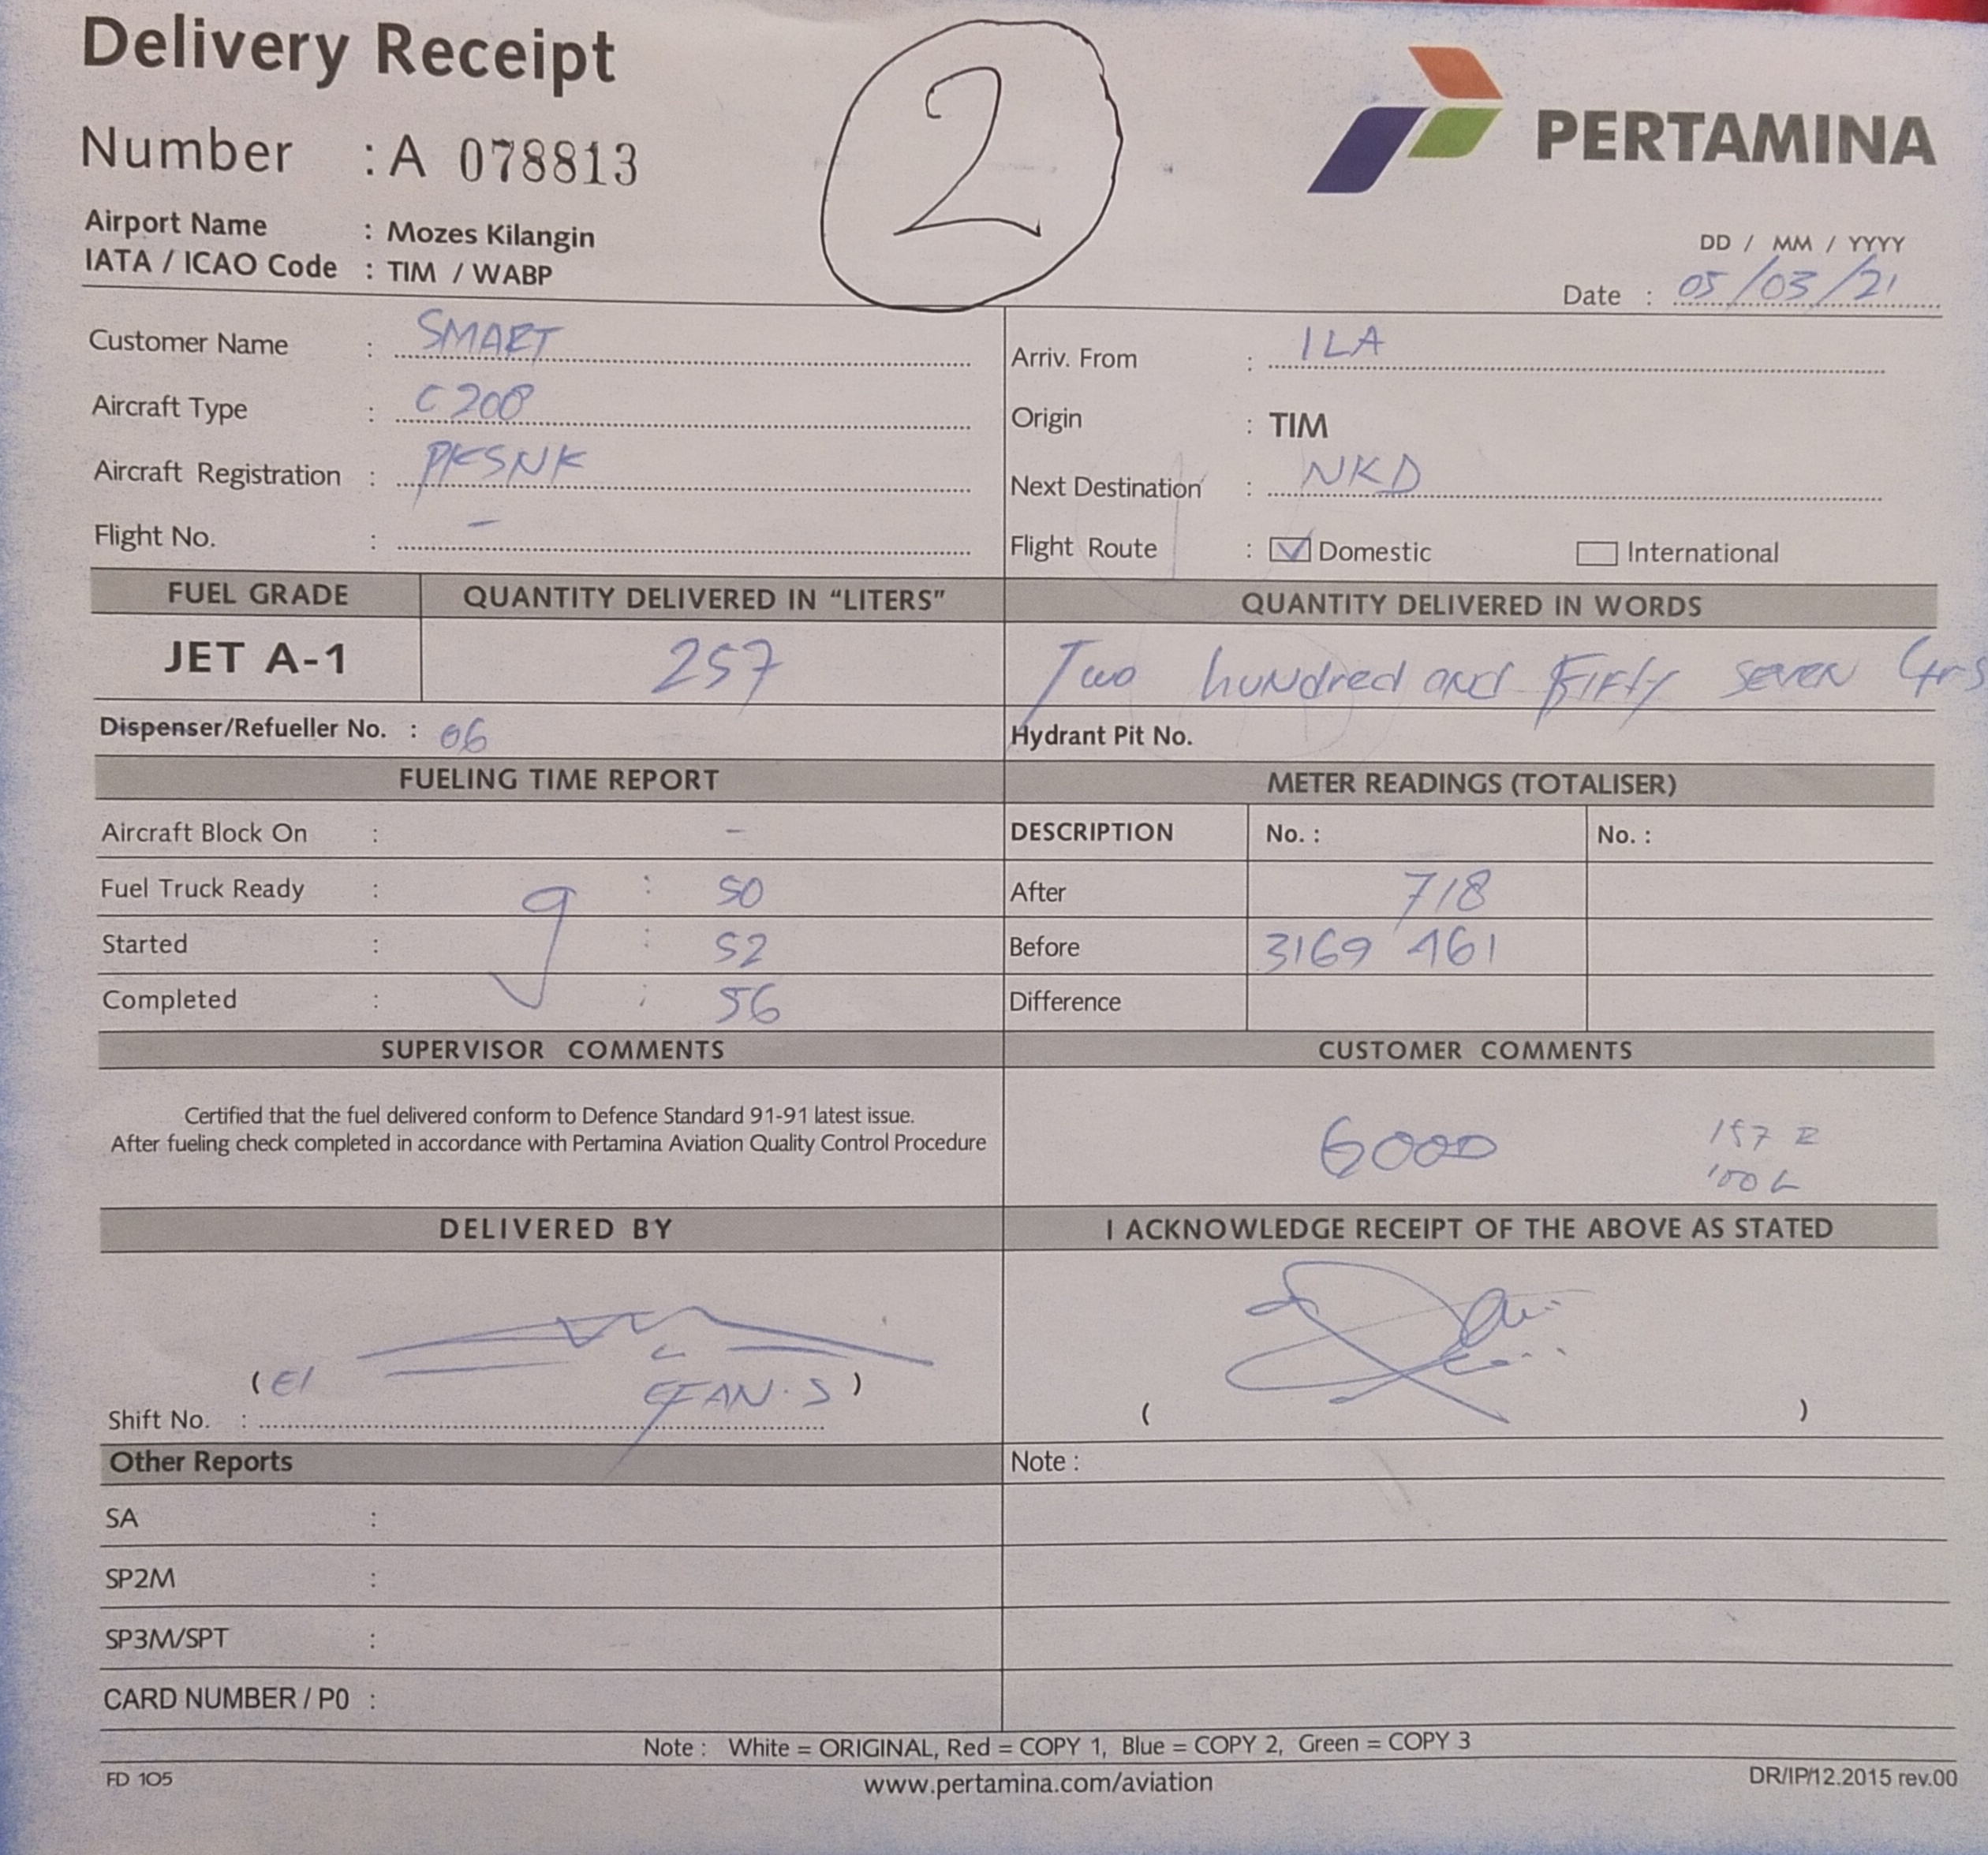 Delivery Receipt
2
PERTAMINA
Number : A 078813
Airport Name : Mozes Kilangin
IATA / ICAO Code : TIM / WABP
DD / MM / YYYY
Date : 05/03/21
Customer Name : SMART
Arriv. From : ILA
Aircraft Type : C208
Origin : TIM
Aircraft Registration : PKSNK
Next Destination : NKD
Flight No. : -
Flight Route : Domestic International
FUEL GRADE QUANTITY DELIVERED IN “LITERS” QUANTITY DELIVERED IN WORDS
JET A-1 257 Two hundred and Fifty seven
Dispenser/Refueller No. : 06 Hydrant Pit No.
FUELING TIME REPORT METER READINGS (TOTALISER)
Aircraft Block On : - DESCRIPTION No. : No. :
Fuel Truck Ready : : 50 After 718
Started : 9 : 52 Before 3169 461
Completed : : 56 Difference
SUPERVISOR COMMENTS CUSTOMER COMMENTS
Certified that the fuel delivered conform to Defence Standard 91-91 latest issue.
After fueling check completed in accordance with Pertamina Aviation Quality Control Procedure
6000
157 R
100 L
DELIVERED BY I ACKNOWLEDGE RECEIPT OF THE ABOVE AS STATED
( EFAN.S ) ( )
Shift No. :
Other Reports Note :
SA :
SP2M :
SP3M/SPT :
CARD NUMBER / P0 :
Note : White = ORIGINAL, Red = COPY 1, Blue = COPY 2, Green = COPY 3
FD 105 www.pertamina.com/aviation DR/IP/12.2015 rev.00